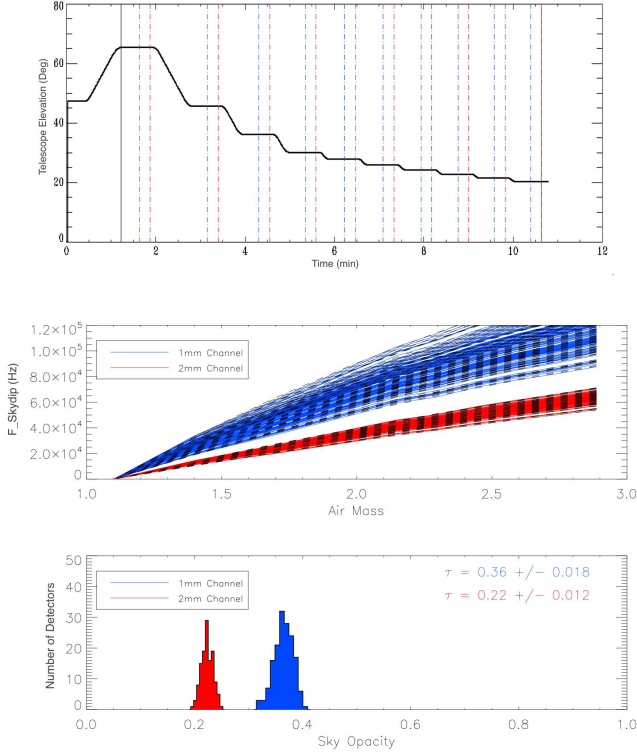 80
60
40
20
0
Telescope Elevation (Deg)
0 2 4 6 8 10 12
Time (min)
1.2×10⁵
1.0×10⁵
8.0×10⁴
6.0×10⁴
4.0×10⁴
2.0×10⁴
0
F_Skydip (Hz)
1mm Channel
2mm Channel
1.0 1.5 2.0 2.5 3.0
Air Mass
50
40
30
20
10
0
Number of Detectors
1mm Channel
2mm Channel
τ = 0.36 +/− 0.018
τ = 0.22 +/− 0.012
0.0 0.2 0.4 0.6 0.8 1.0
Sky Opacity